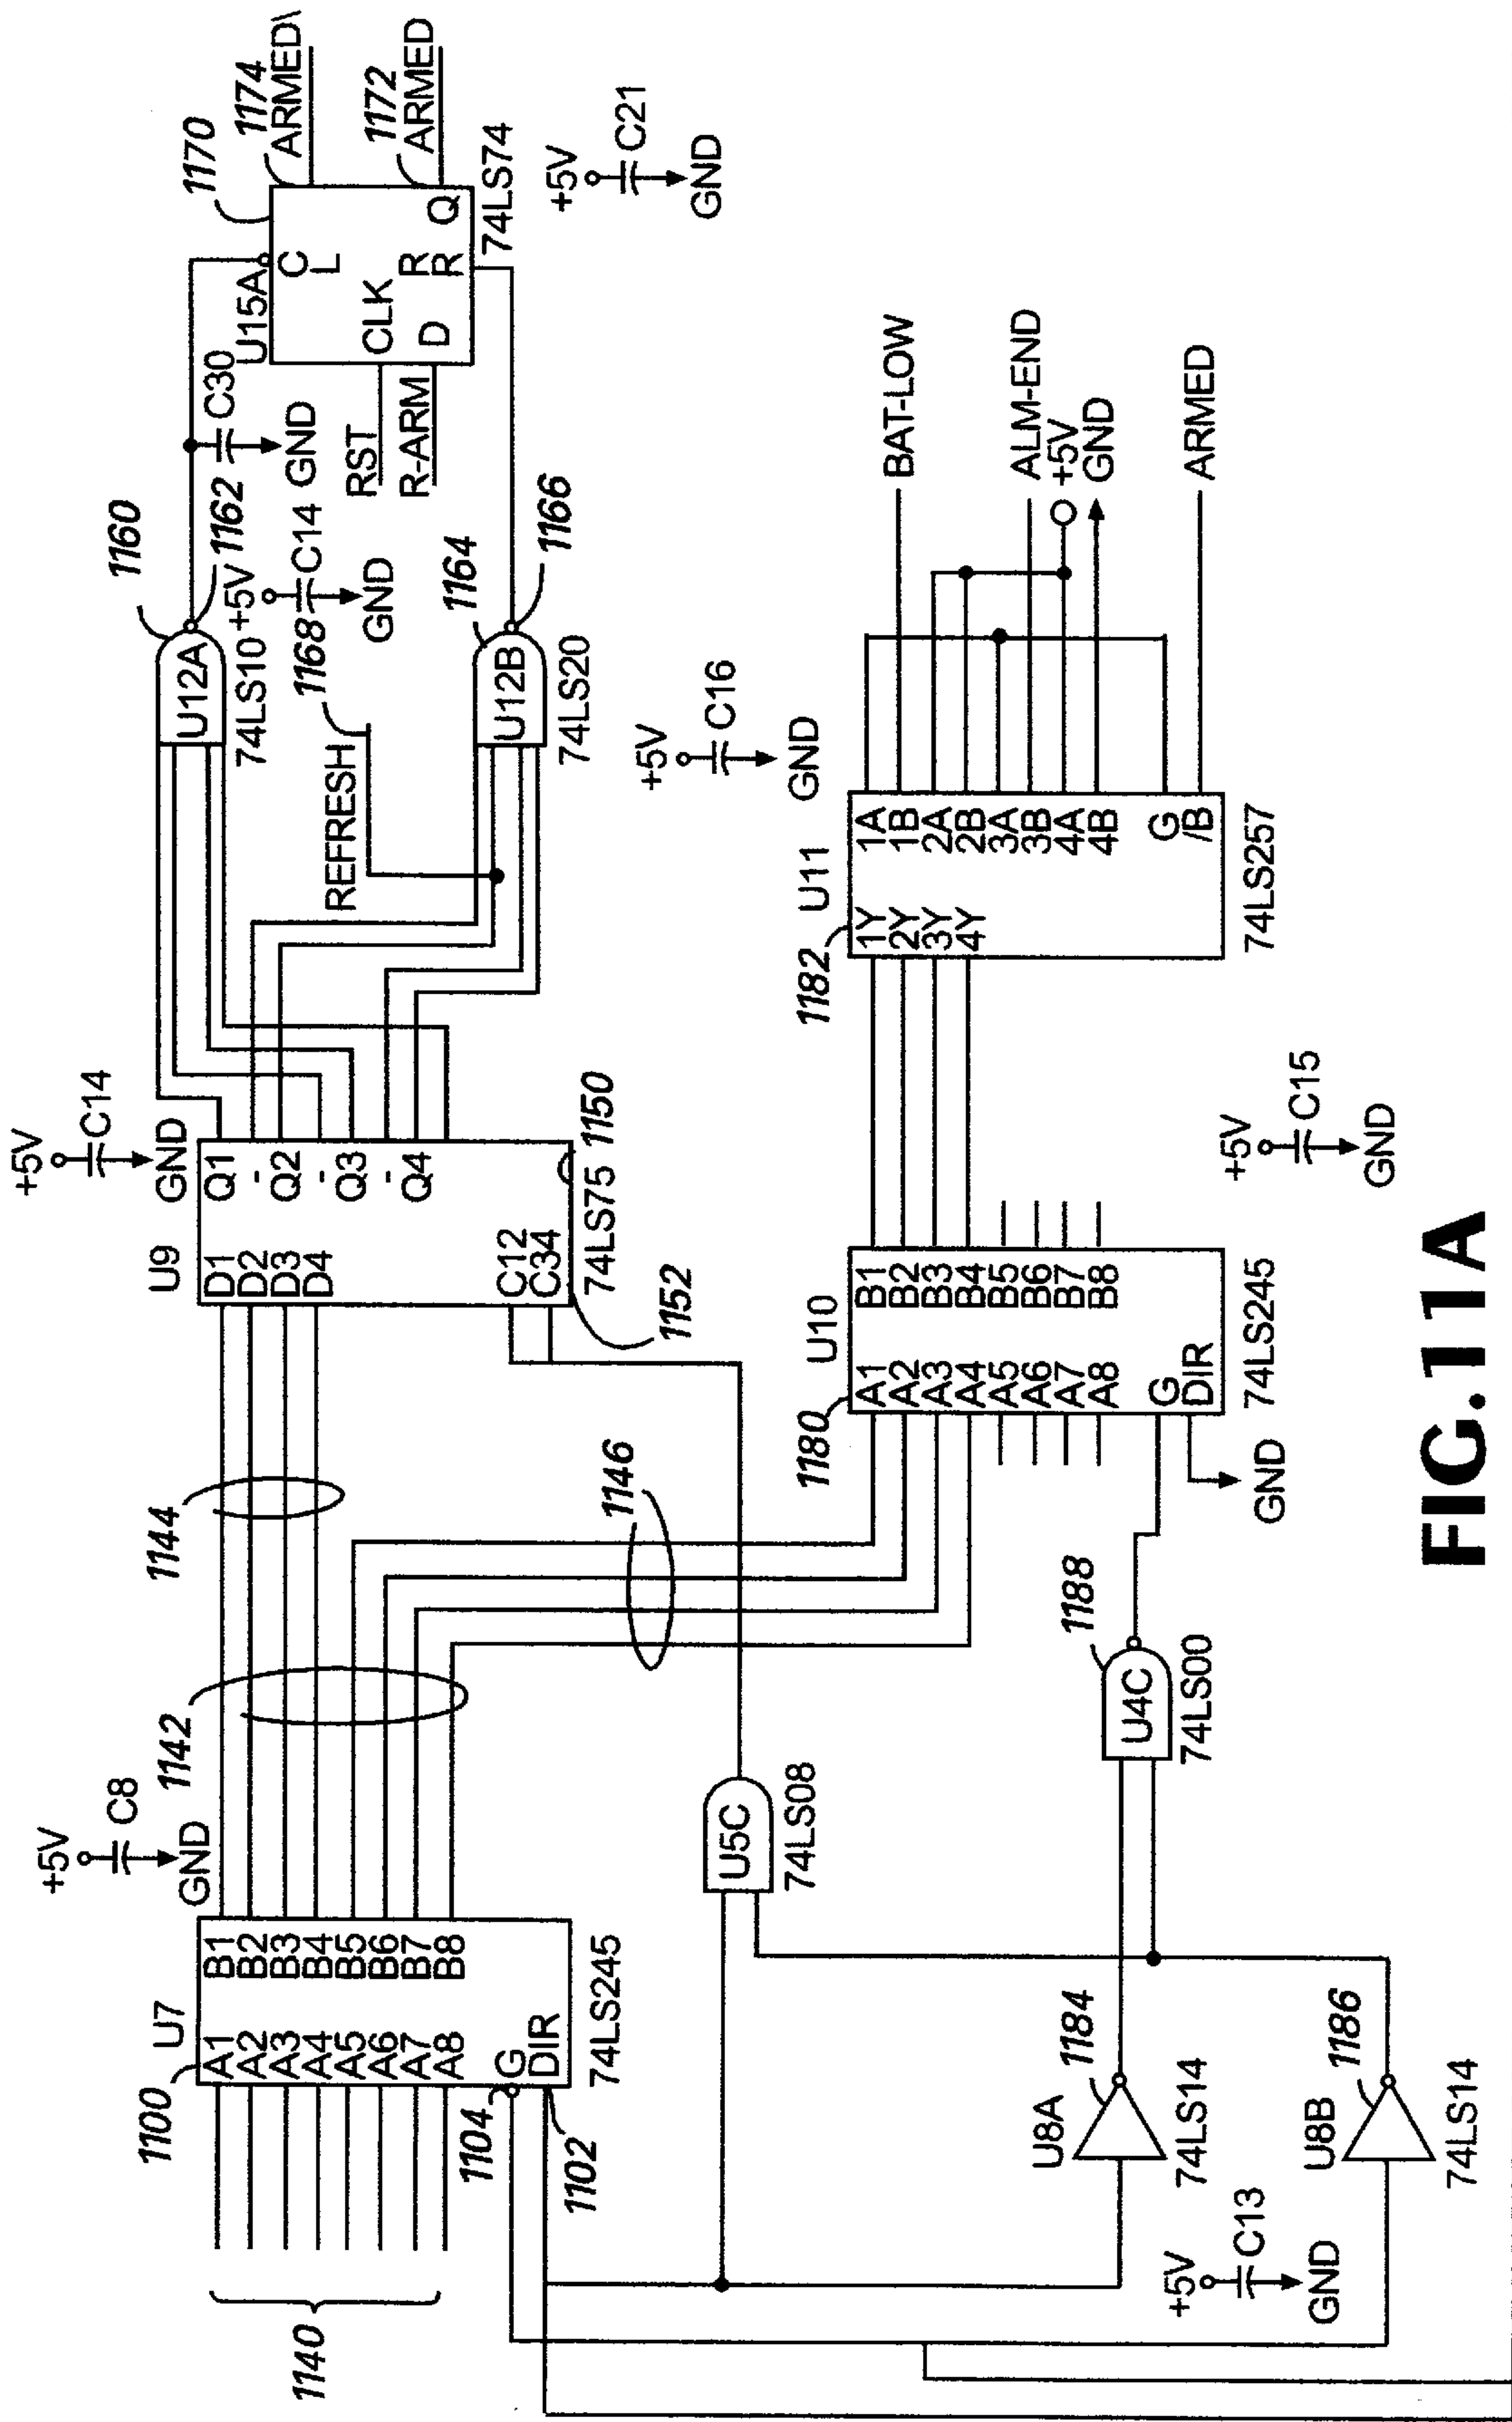 +5V
C8
GND
+5V
C14
GND
1140
1100
U7
A1 B1
A2 B2
A3 B3
A4 B4
A5 B5
A6 B6
A7 B7
A8 B8
G
DIR
74LS245
1104
1102
1142
1144
1146
U9
D1 Q1
D2 -
D3 Q2
D4 -
Q3
-
Q4
C12
C34
74LS75
1150
1152
1160
U12A
74LS10
1162
+5V
C14
GND
1168
REFRESH
1164
U12B
74LS20
1166
C30
GND
RST
R-ARM
U15A
1170
C
L
CLK
R
R
D
Q
74LS74
1174
ARMED\
1172
ARMED
+5V
C21
GND
U5C
74LS08
U8A
1184
74LS14
U8B
1186
74LS14
+5V
C13
GND
U4C
1188
74LS00
1180
U10
A1 B1
A2 B2
A3 B3
A4 B4
A5 B5
A6 B6
A7 B7
A8 B8
G
DIR
74LS245
GND
+5V
C15
GND
1182
U11
1Y 1A
2Y 1B
3Y 2A
4Y 2B
3A
3B
4A
4B
G
/B
74LS257
+5V
C16
GND
BAT-LOW
ALM-END
+5V
GND
ARMED
FIG.11A